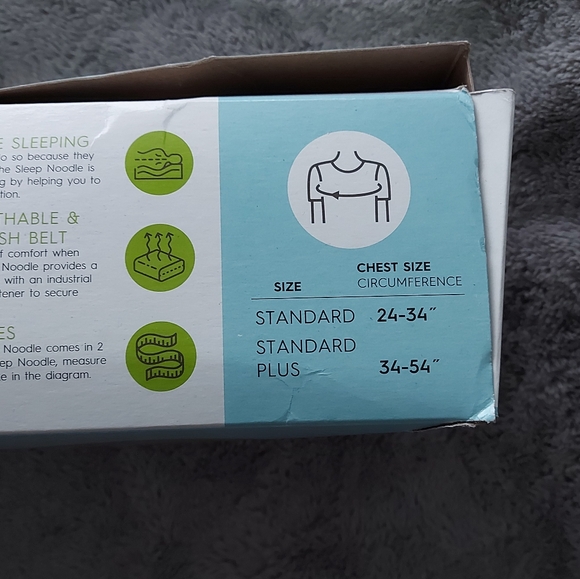 E SLEEPING
o so because they
he Sleep Noodle is
g by helping you to
tion.
THABLE &
SH BELT
f comfort when
Noodle provides a
with an industrial
tener to secure
ES
Noodle comes in 2
ep Noodle, measure
e in the diagram.
SIZE
CHEST SIZE
CIRCUMFERENCE
STANDARD 24-34″
STANDARD
PLUS 34-54″